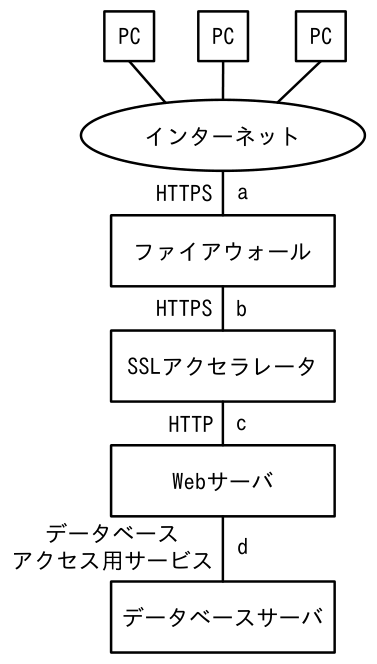 PC PC PC
インターネット
HTTPS a
ファイアウォール
HTTPS b
SSLアクセラレータ
HTTP c
Webサーバ
データベース
アクセス用サービス d
データベースサーバ